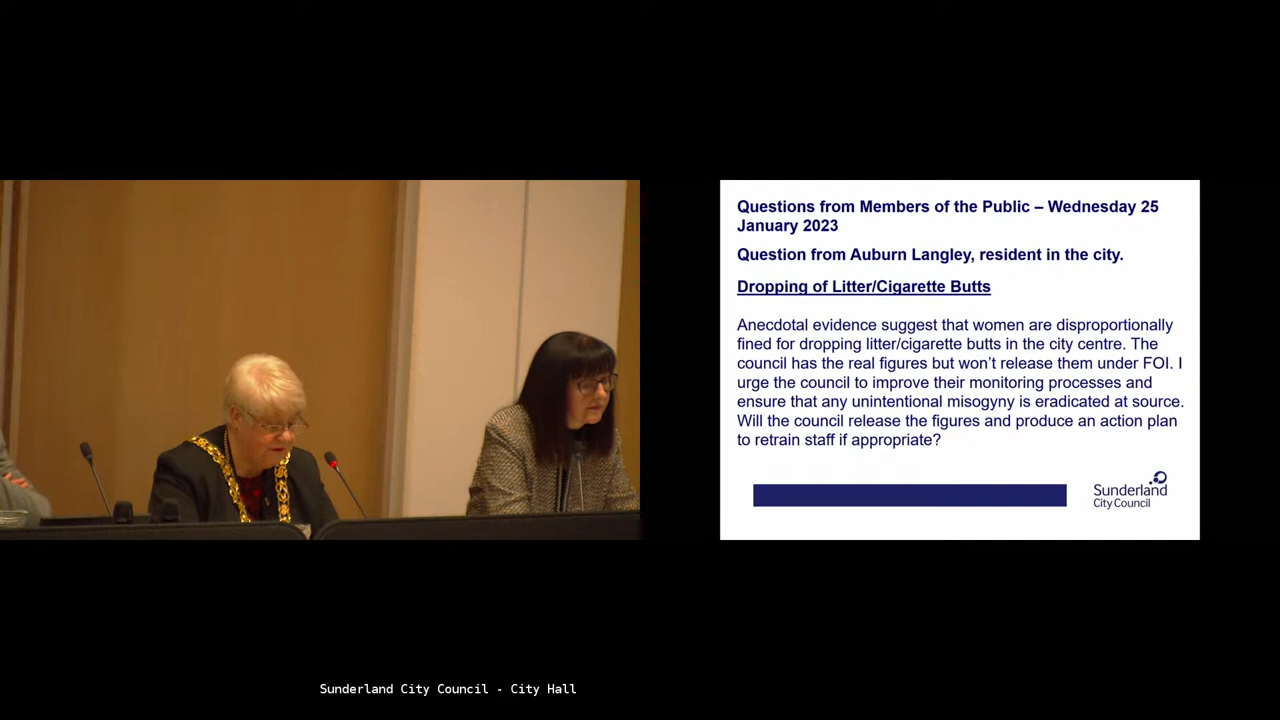 Questions from Members of the Public – Wednesday 25
January 2023
Question from Auburn Langley, resident in the city.
Dropping of Litter/Cigarette Butts
Anecdotal evidence suggest that women are disproportionally
fined for dropping litter/cigarette butts in the city centre. The
council has the real figures but won’t release them under FOI. I
urge the council to improve their monitoring processes and
ensure that any unintentional misogyny is eradicated at source.
Will the council release the figures and produce an action plan
to retrain staff if appropriate?
Sunderland
City Council
Sunderland City Council - City Hall